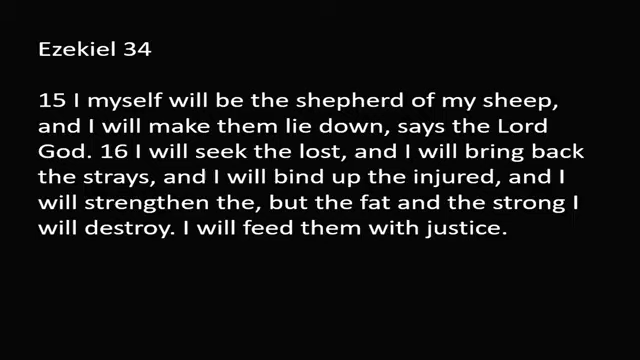 Ezekiel 34
15 I myself will be the shepherd of my sheep,
and I will make them lie down, says the Lord
God. 16 I will seek the lost, and I will bring back
the strays, and I will bind up the injured, and I
will strengthen the, but the fat and the strong I
will destroy. I will feed them with justice.